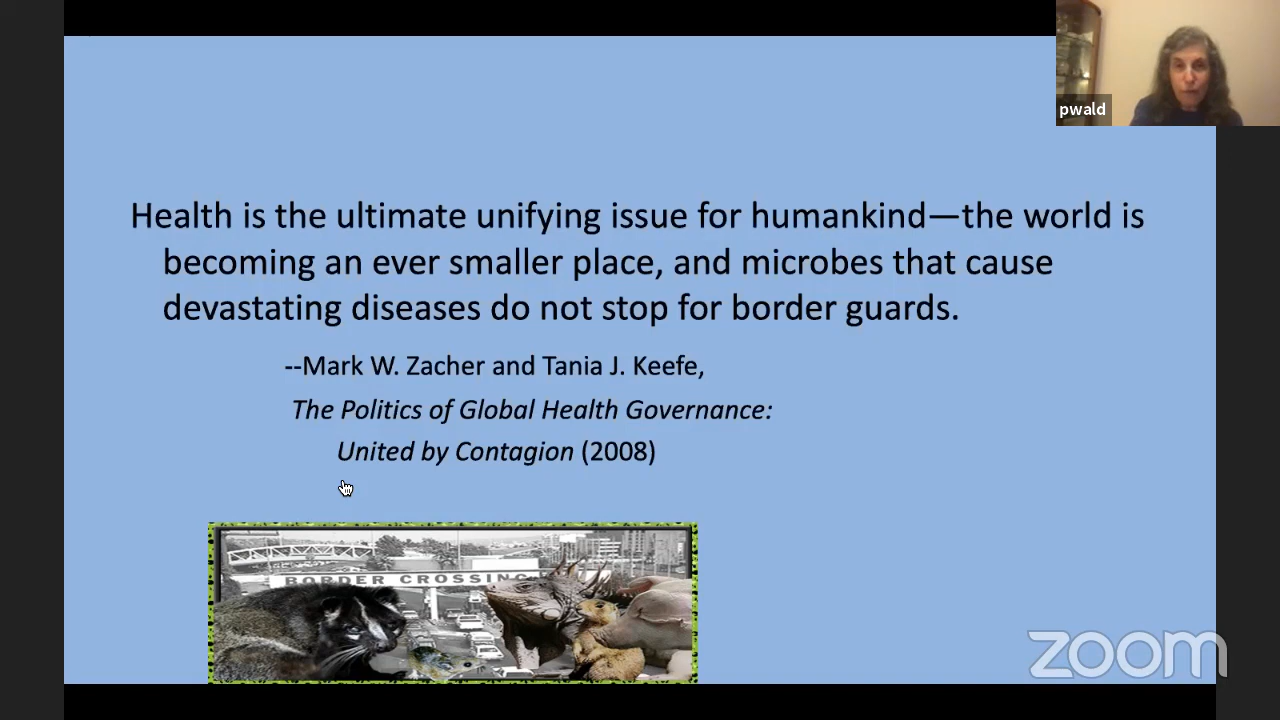 pwald
Health is the ultimate unifying issue for humankind—the world is
becoming an ever smaller place, and microbes that cause
devastating diseases do not stop for border guards.
--Mark W. Zacher and Tania J. Keefe,
The Politics of Global Health Governance:
United by Contagion (2008)
BORDER CROSSING
zoom